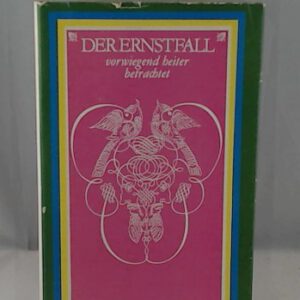 DER ERNSTFALL
vorwiegend heiter
betrachtet